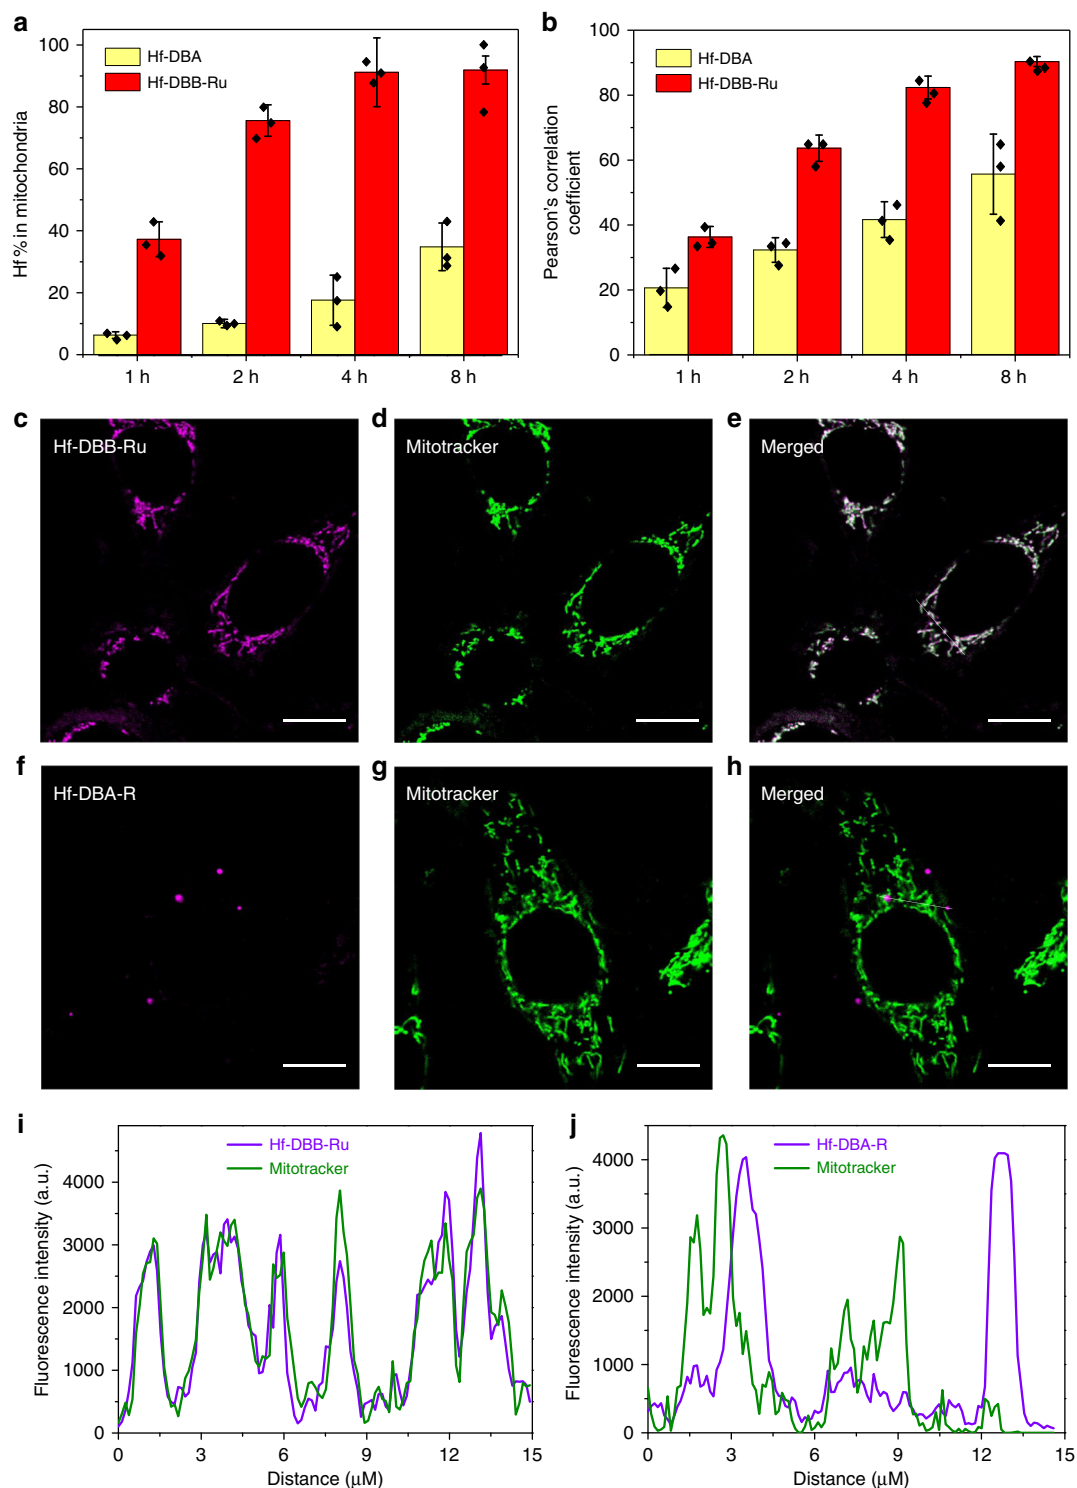 a
100
80
60
40
20
0
Hf % in mitochondria
Hf-DBA
Hf-DBB-Ru
1 h
2 h
4 h
8 h
b
100
80
60
40
20
0
Pearson's correlation
coefficient
Hf-DBA
Hf-DBB-Ru
1 h
2 h
4 h
8 h
c
Hf-DBB-Ru
d
Mitotracker
e
Merged
f
Hf-DBA-R
g
Mitotracker
h
Merged
i
Hf-DBB-Ru
Mitotracker
4000
3000
2000
1000
0
Fluorescence intensity (a.u.)
0
3
6
9
12
15
Distance (μM)
j
Hf-DBA-R
Mitotracker
4000
3000
2000
1000
0
Fluorescence intensity (a.u.)
0
3
6
9
12
15
Distance (μM)